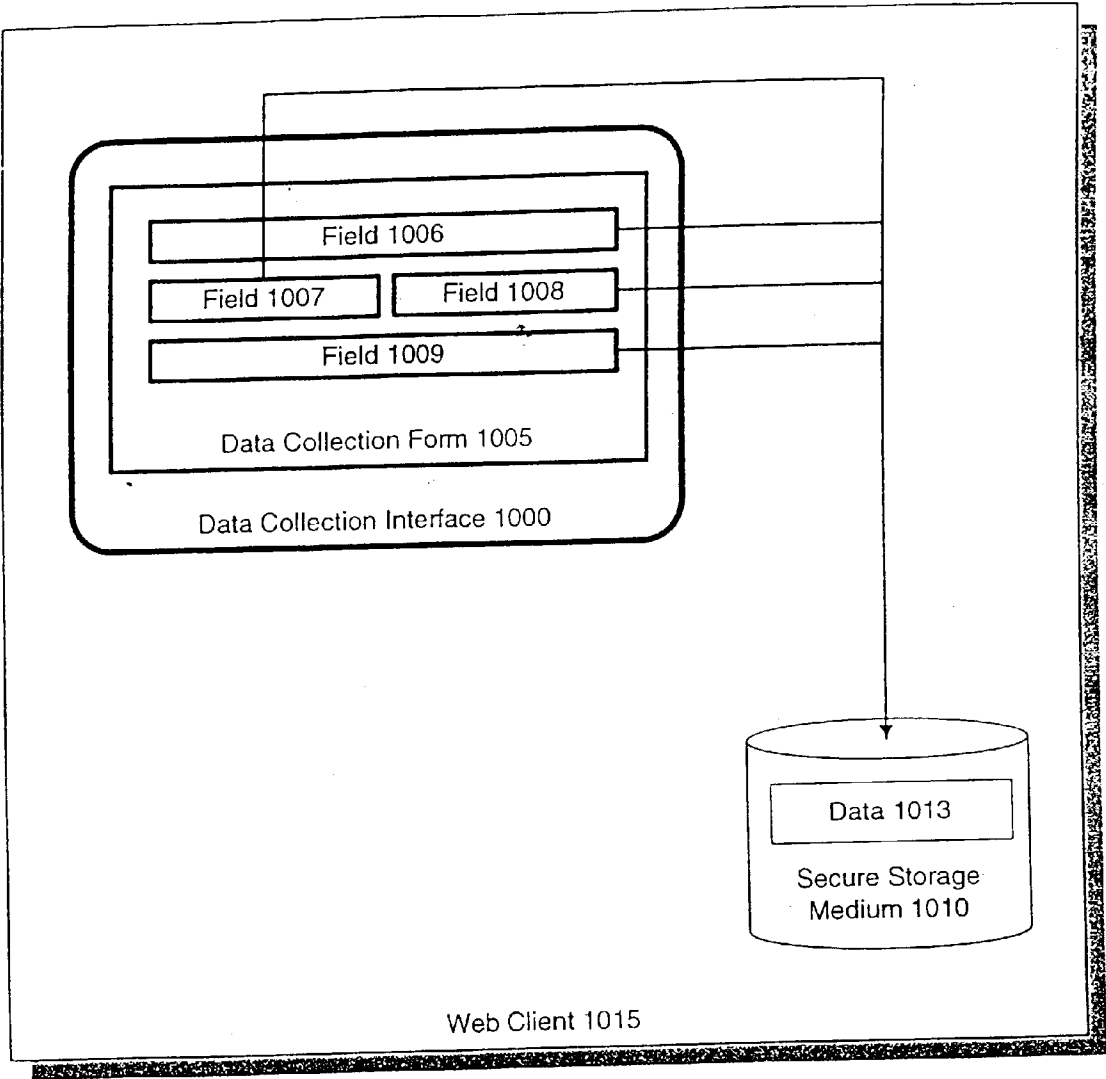 Field 1006
Field 1007
Field 1008
Field 1009
Data Collection Form 1005
Data Collection Interface 1000
Data 1013
Secure Storage
Medium 1010
Web Client 1015